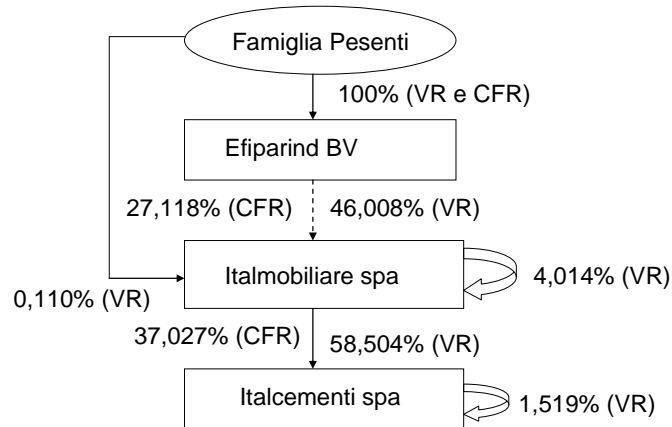 Famiglia Pesenti
100% (VR e CFR)
Efiparind BV
27,118% (CFR)
46,008% (VR)
Italmobiliare spa
4,014% (VR)
0,110% (VR)
37,027% (CFR)
58,504% (VR)
Italcementi spa
1,519% (VR)